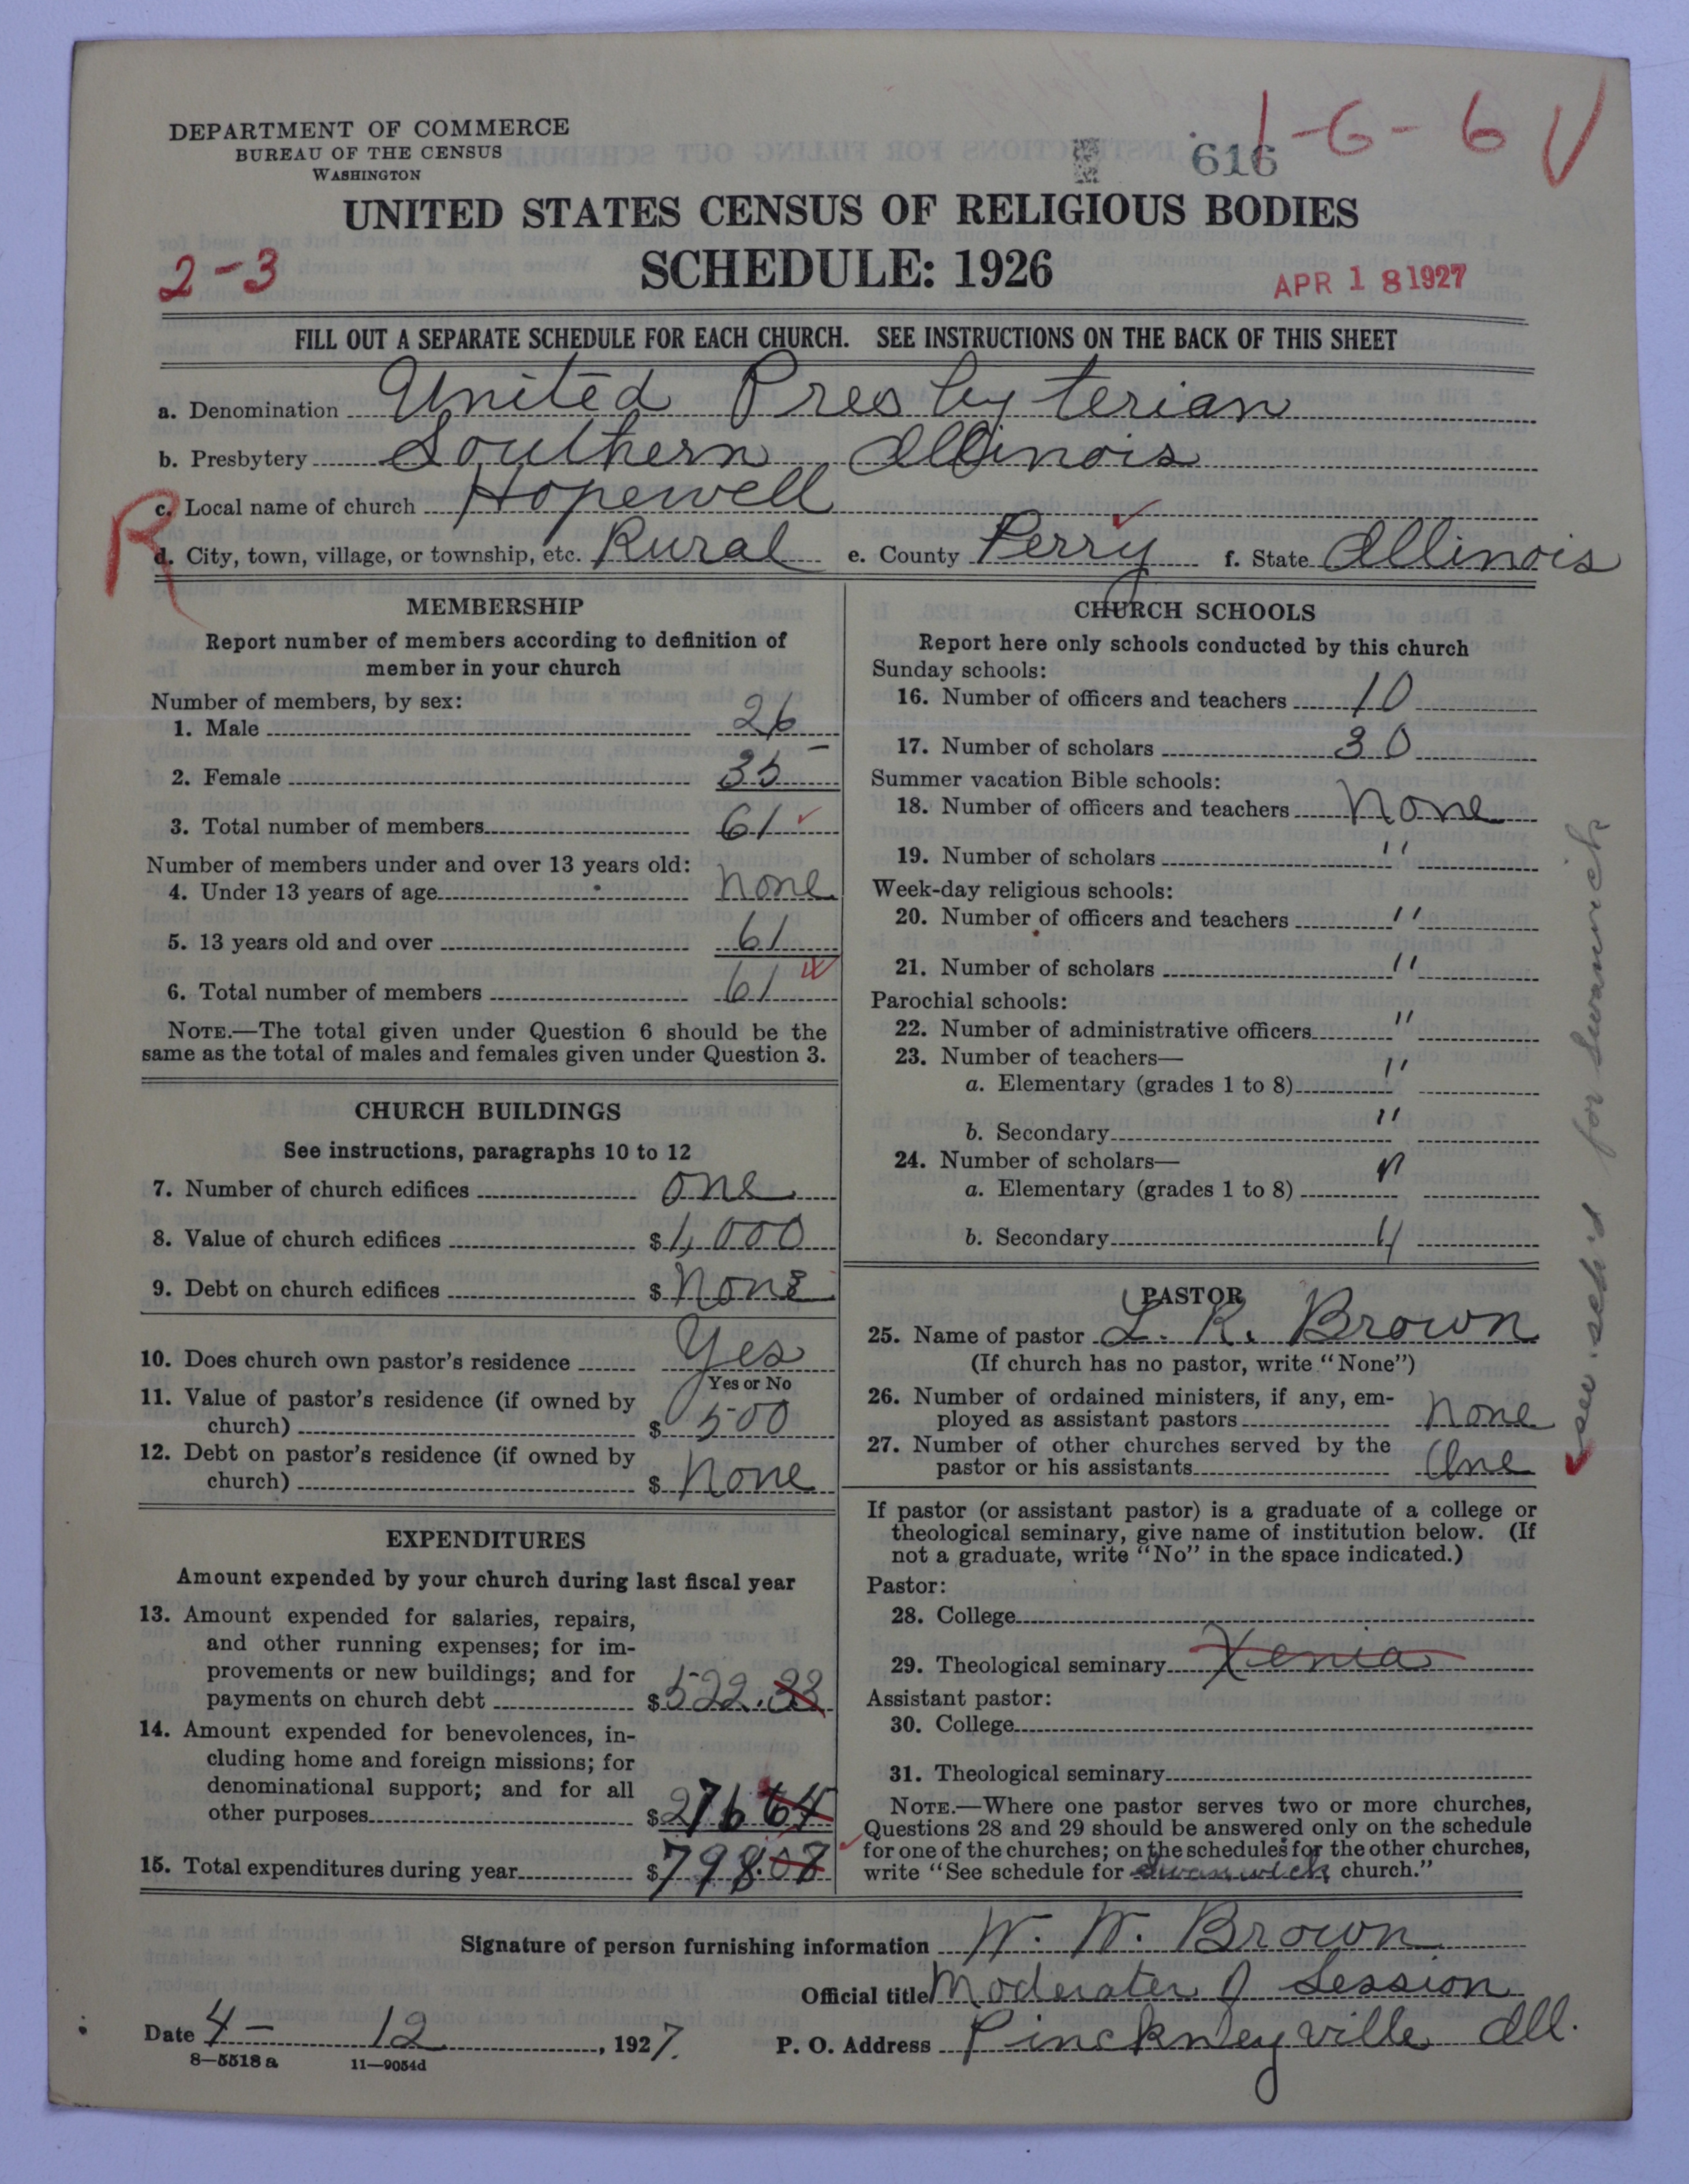 1-6-6 V
DEPARTMENT OF COMMERCE
BUREAU OF THE CENSUS
WASHINGTON
616
UNITED STATES CENSUS OF RELIGIOUS BODIES
2-3
SCHEDULE: 1926
APR 18 1927
FILL OUT A SEPARATE SCHEDULE FOR EACH CHURCH. SEE INSTRUCTIONS ON THE BACK OF THIS SHEET
a. Denomination United Presbyterian
b. Presbytery Southern Illinois
R
c. Local name of church Hopewell
d. City, town, village, or township, etc. Rural e. County Perry f. State Illinois
MEMBERSHIP
Report number of members according to definition of
member in your church
Number of members, by sex:
1. Male 26
2. Female 35
3. Total number of members 61
Number of members under and over 13 years old:
4. Under 13 years of age None
5. 13 years old and over 61
6. Total number of members 61
NOTE.—The total given under Question 6 should be the
same as the total of males and females given under Question 3.
CHURCH BUILDINGS
See instructions, paragraphs 10 to 12
7. Number of church edifices one
8. Value of church edifices $1,000
9. Debt on church edifices $None
10. Does church own pastor's residence Yes
Yes or No
11. Value of pastor's residence (if owned by
church) $500
12. Debt on pastor's residence (if owned by
church) $None
EXPENDITURES
Amount expended by your church during last fiscal year
13. Amount expended for salaries, repairs,
and other running expenses; for im-
provements or new buildings; and for
payments on church debt $522.33
14. Amount expended for benevolences, in-
cluding home and foreign missions; for
denominational support; and for all
other purposes $276 64
15. Total expenditures during year $798.08
CHURCH SCHOOLS
Report here only schools conducted by this church
Sunday schools:
16. Number of officers and teachers 10
17. Number of scholars 30
Summer vacation Bible schools:
18. Number of officers and teachers None
19. Number of scholars "
Week-day religious schools:
20. Number of officers and teachers "
21. Number of scholars "
Parochial schools:
22. Number of administrative officers "
23. Number of teachers—
a. Elementary (grades 1 to 8) "
b. Secondary "
24. Number of scholars—
a. Elementary (grades 1 to 8) "
b. Secondary "
PASTOR
25. Name of pastor L. R. Brown
(If church has no pastor, write "None")
26. Number of ordained ministers, if any, em-
ployed as assistant pastors None
27. Number of other churches served by the
pastor or his assistants One
If pastor (or assistant pastor) is a graduate of a college or
theological seminary, give name of institution below. (If
not a graduate, write "No" in the space indicated.)
Pastor:
28. College
29. Theological seminary Xenia
Assistant pastor:
30. College
31. Theological seminary
NOTE.—Where one pastor serves two or more churches,
Questions 28 and 29 should be answered only on the schedule
for one of the churches; on the schedules for the other churches,
write "See schedule for Swanwick church."
see sch'd for Swanwick
Signature of person furnishing information W. W. Brown
Official title Moderater of Session
Date 4- 12, 1927. P. O. Address Pinckneyville Ill.
8—5518 a 11—9054d